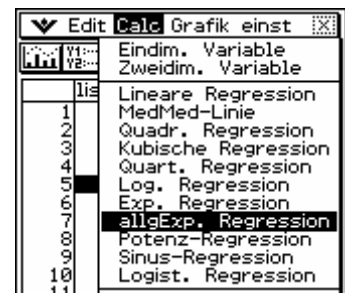 Edit Calc Grafik einst
Y1:
Y2:
Eindim. Variable
Zweidim. Variable
lis
Lineare Regression
1 MedMed-Linie
2 Quadr. Regression
3 Kubische Regression
4 Quart. Regression
5 Log. Regression
6 Exp. Regression
7 allgExp. Regression
8 Potenz-Regression
9 Sinus-Regression
10 Logist. Regression
11